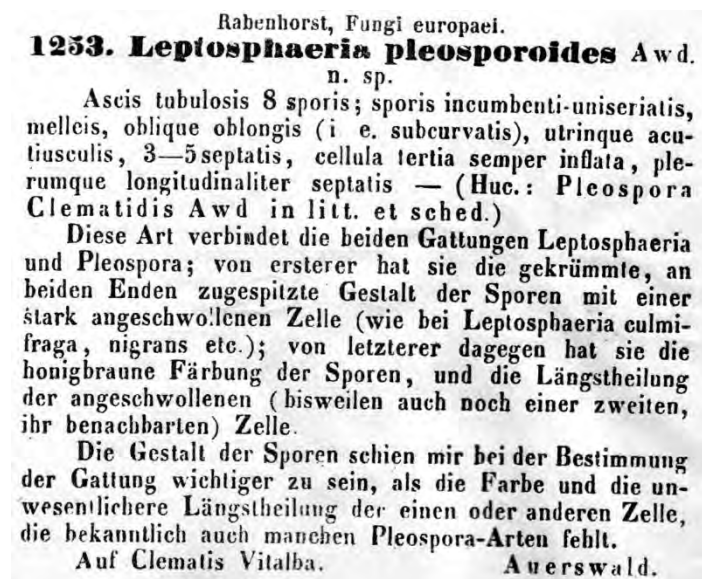 Rabenhorst, Fungi europaei.
1253. Leptosphaeria pleosporoides Awd.
n. sp.
Ascis tubulosis 8 sporis; sporis incumbenti-uniserialis,
melleis, oblique oblongis (i e. subcurvatis), utrinque acu-
tiusculis, 3—5septatis, cellula tertia semper inflata, ple-
rumque longitudinaliter septatis — (Huc.: Pleospora
Clematidis Awd in litt. et sched.)
Diese Art verbindet die beiden Gattungen Leptosphaeria
und Pleospora; von ersterer hat sie die gekrümmte, an
beiden Enden zugespitzte Gestalt der Sporen mit einer
stark angeschwollenen Zelle (wie bei Leptosphaeria culmi-
fraga, nigrans etc.); von letzterer dagegen hat sie die
honigbraune Färbung der Sporen, und die Längstheilung
der angeschwollenen (bisweilen auch noch einer zweiten,
ihr benachbarten) Zelle.
Die Gestalt der Sporen schien mir bei der Bestimmung
der Gattung wichtiger zu sein, als die Farbe und die un-
wesentlichere Längstheilung der einen oder anderen Zelle,
die bekanntlich auch manchen Pleospora-Arten fehlt.
Auf Clematis Vitalba. Auerswald.